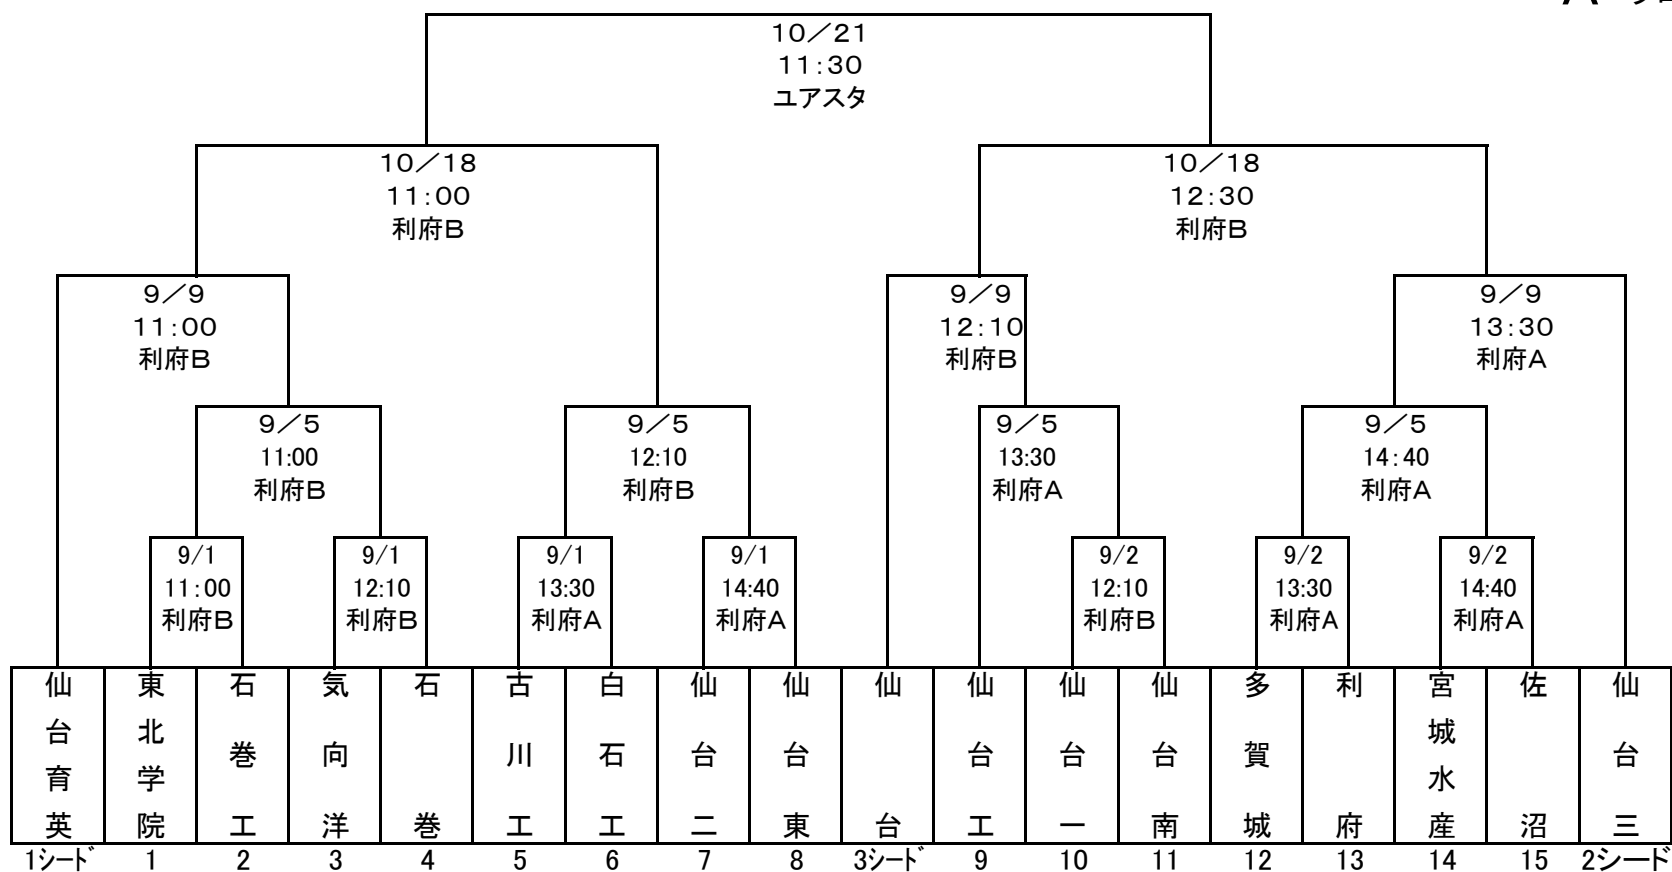 10／21
11：30
ユアスタ
10／18
11：00
利府Ｂ
10／18
12：30
利府Ｂ
9／9
11：00
利府Ｂ
9／9
12：10
利府Ｂ
9／9
13：30
利府Ａ
9／5
11:00
利府Ｂ
9／5
12:10
利府Ｂ
9／5
13:30
利府Ａ
9／5
14：40
利府Ａ
9/1
11：00
利府Ｂ
9/1
12:10
利府Ｂ
9/1
13:30
利府Ａ
9/1
14:40
利府Ａ
9/2
12:10
利府Ｂ
9/2
13:30
利府Ａ
9/2
14:40
利府Ａ
仙台育英
東北学院
石巻工
気向洋
石巻
古川工
白石工
仙台二
仙台東
仙台
仙台工
仙台一
仙台南
多賀城
利府
宮城水産
佐沼
仙台三
1シード 1 2 3 4 5 6 7 8 3シード 9 10 11 12 13 14 15 2シード